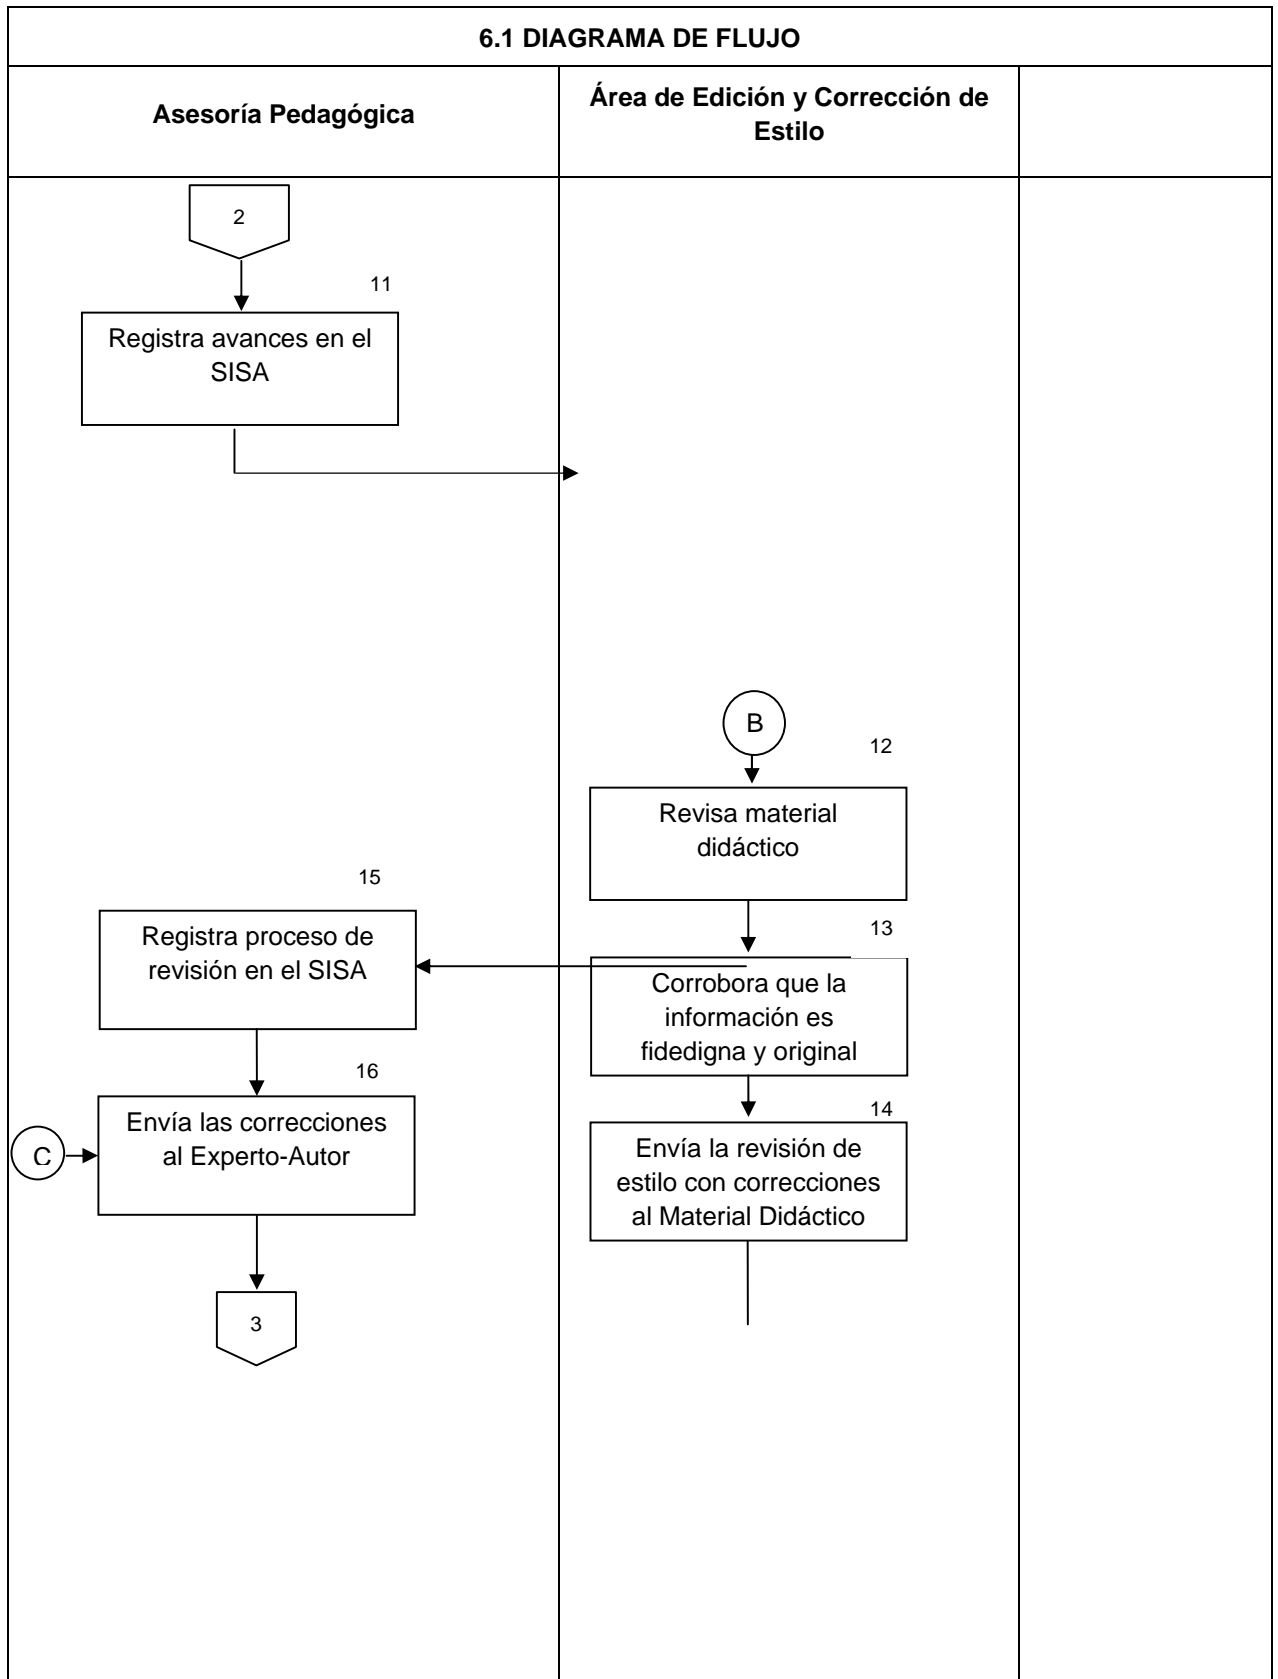 6.1 DIAGRAMA DE FLUJO
Asesoría Pedagógica
Área de Edición y Corrección de
Estilo
2
11
Registra avances en el
SISA
B
12
Revisa material
didáctico
13
Corrobora que la
información es
fidedigna y original
14
Envía la revisión de
estilo con correcciones
al Material Didáctico
15
Registra proceso de
revisión en el SISA
16
Envía las correcciones
al Experto-Autor
C
3